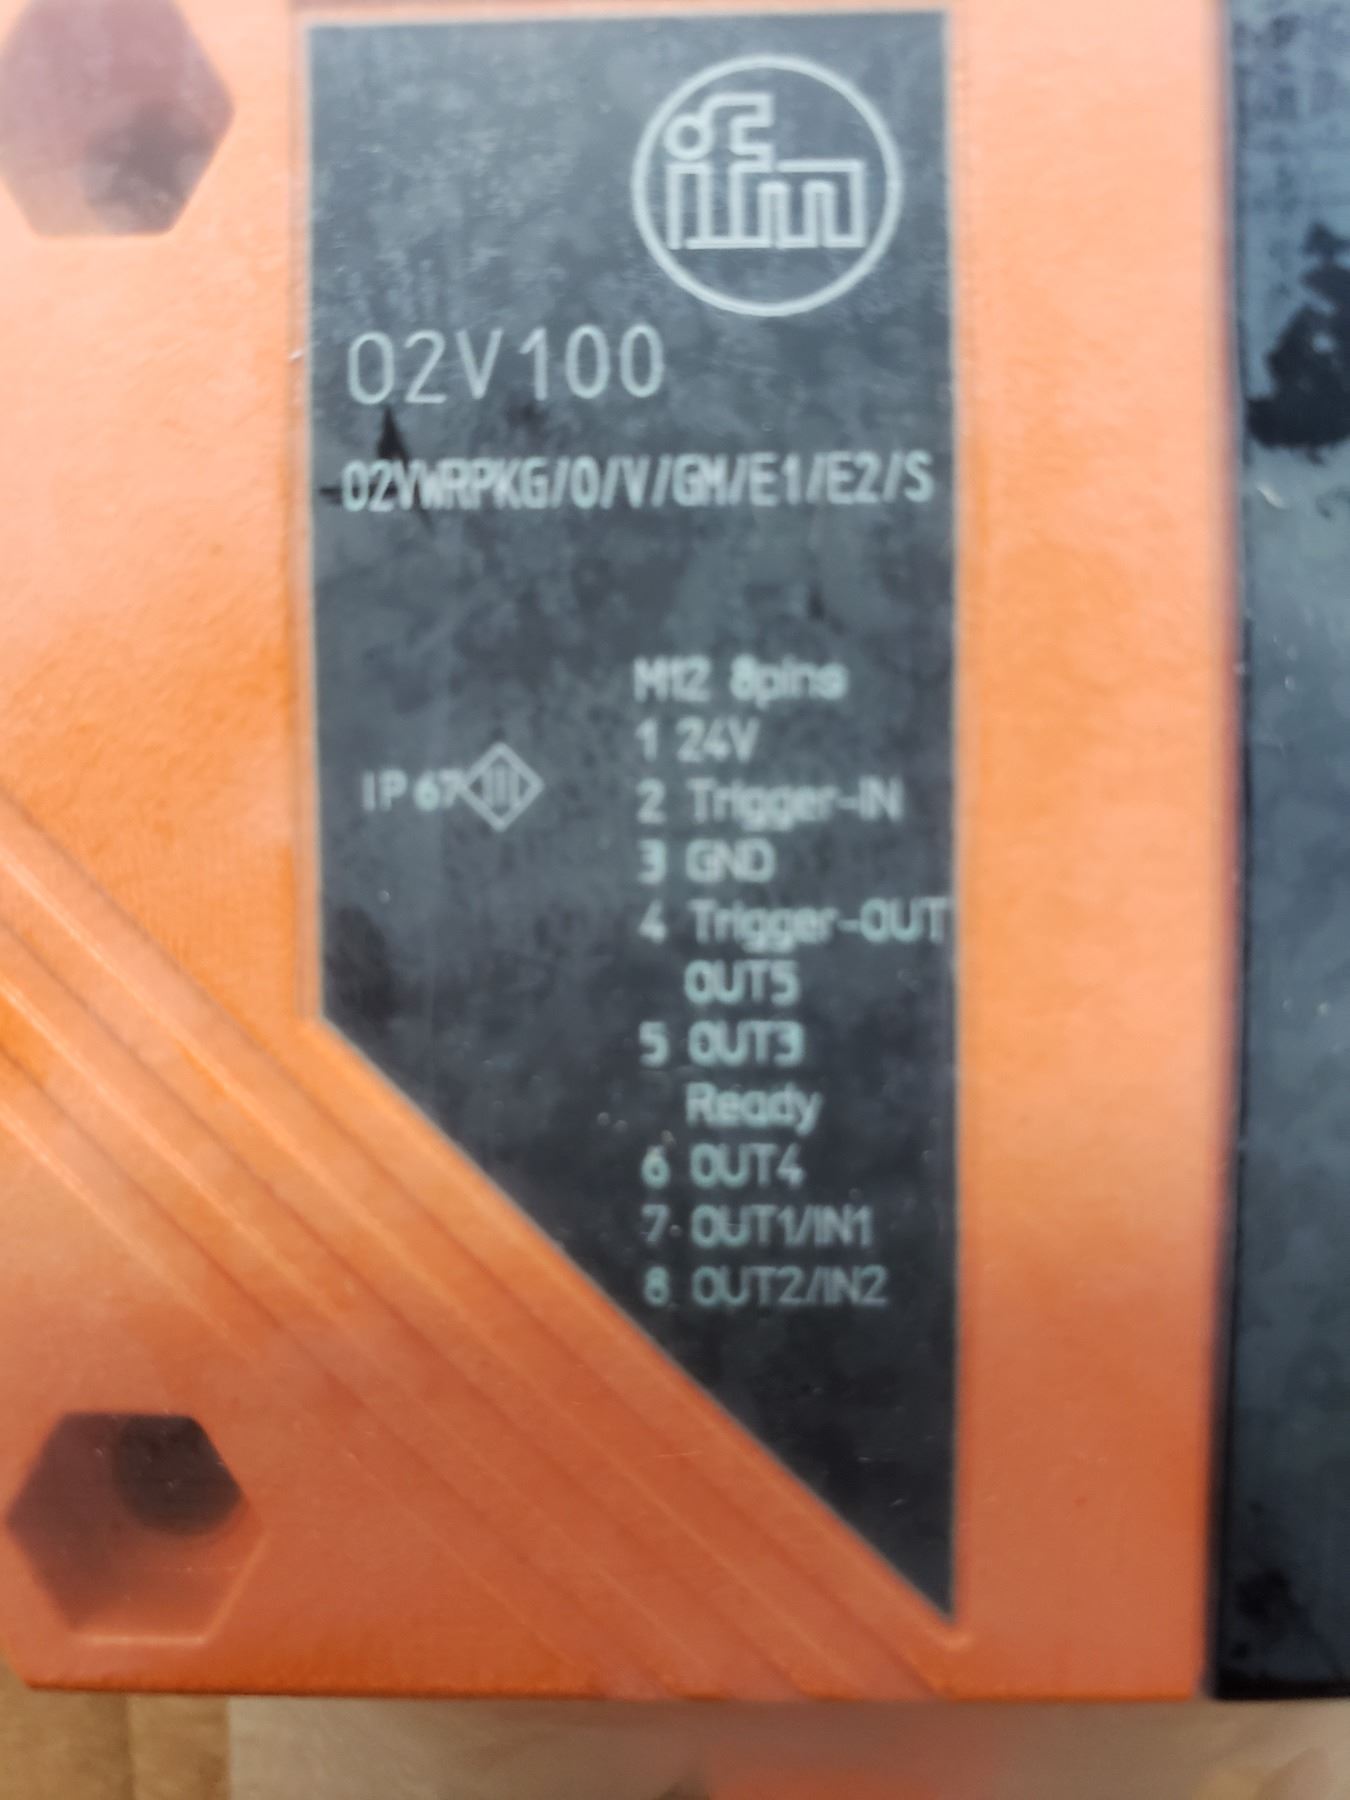 ifm
O2V100
O2VWRPKG/0/V/GM/E1/E2/S
M12 8pins
1 24V
IP 67 III
2 Trigger-IN
3 GND
4 Trigger-OUT
OUT5
5 OUT3
Ready
6 OUT4
7 OUT1/IN1
8 OUT2/IN2